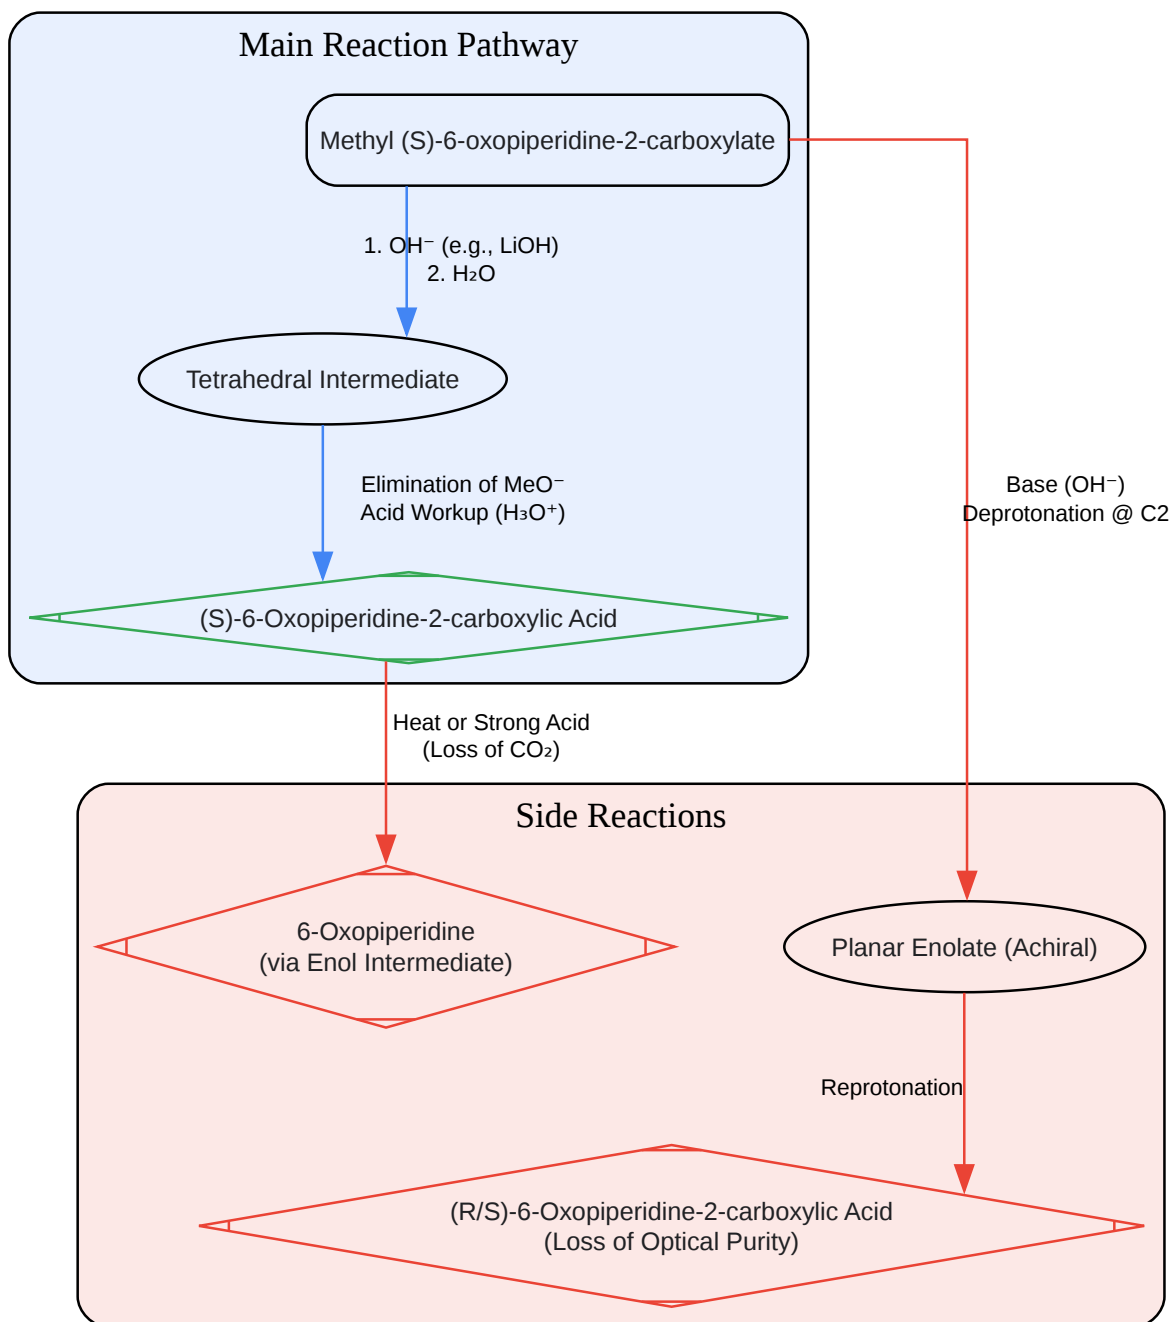 Main Reaction Pathway
Methyl (S)-6-oxopiperidine-2-carboxylate
1. OH⁻ (e.g., LiOH)
2. H₂O
Tetrahedral Intermediate
Elimination of MeO⁻
Acid Workup (H₃O⁺)
Base (OH⁻)
Deprotonation @ C2
(S)-6-Oxopiperidine-2-carboxylic Acid
Heat or Strong Acid
(Loss of CO₂)
Side Reactions
6-Oxopiperidine
(via Enol Intermediate)
Planar Enolate (Achiral)
Reprotonation
(R/S)-6-Oxopiperidine-2-carboxylic Acid
(Loss of Optical Purity)